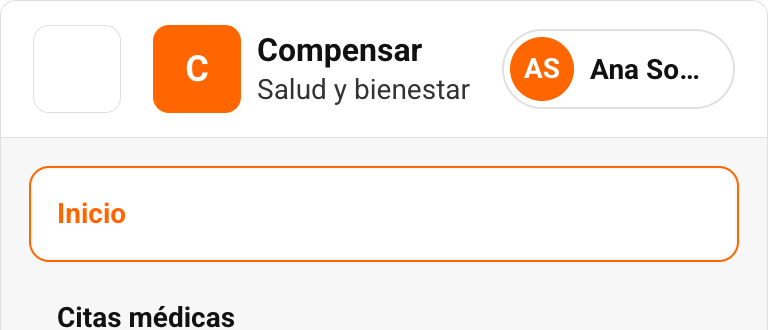 C
Compensar
Salud y bienestar
AS
Ana So...
Inicio
Citas médicas